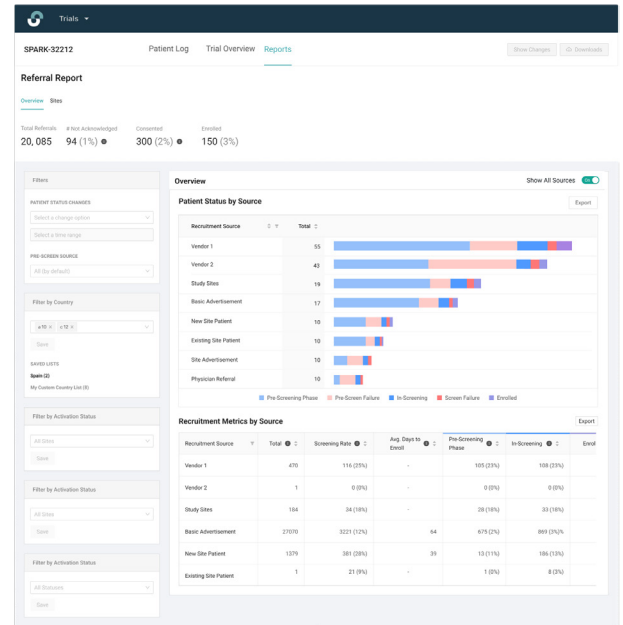 Trials
SPARK-32212
Patient Log
Trial Overview
Reports
Show Changes
Downloads
Referral Report
Overview
Sites
Total Referrals
# Not Acknowledged
Consented
Enrolled
20, 085
94 (1%)
300 (2%)
150 (3%)
Filters
PATIENT STATUS CHANGES
Select a change option
Select a time range
PRE-SCREEN SOURCE
All (by default)
Filter by Country
a 10 ×
c 12 ×
Save
SAVED LISTS
Spain (2)
My Custom Country List (5)
Filter by Activation Status
All Sites
Save
Filter by Activation Status
All Sites
Save
Filter by Activation Status
All Statuses
Save
Overview
Show All Sources
On
Patient Status by Source
Export
Recruitment Source
Total
Vendor 1 55
Vendor 2 43
Study Sites 19
Basic Advertisement 17
New Site Patient 10
Existing Site Patient 10
Site Advertisement 10
Physician Referral 10
Pre-Screening Phase
Pre-Screen Failure
In-Screening
Screen Failure
Enrolled
Recruitment Metrics by Source
Export
Recruitment Source
Total
Screening Rate
Avg. Days to
Enroll
Pre-Screening
Phase
In-Screening
Enrol
Vendor 1 470 116 (25%) - 105 (23%) 108 (23%)
Vendor 2 1 0 (0%) - 0 (0%) 0 (0%)
Study Sites 184 34 (18%) - 28 (18%) 33 (18%)
Basic Advertisement 27070 3221 (12%) 64 675 (2%) 869 (3%)%
New Site Patient 1379 381 (28%) 39 13 (11%) 186 (13%)
Existing Site Patient 1 21 (9%) - 1 (0%) 8 (3%)